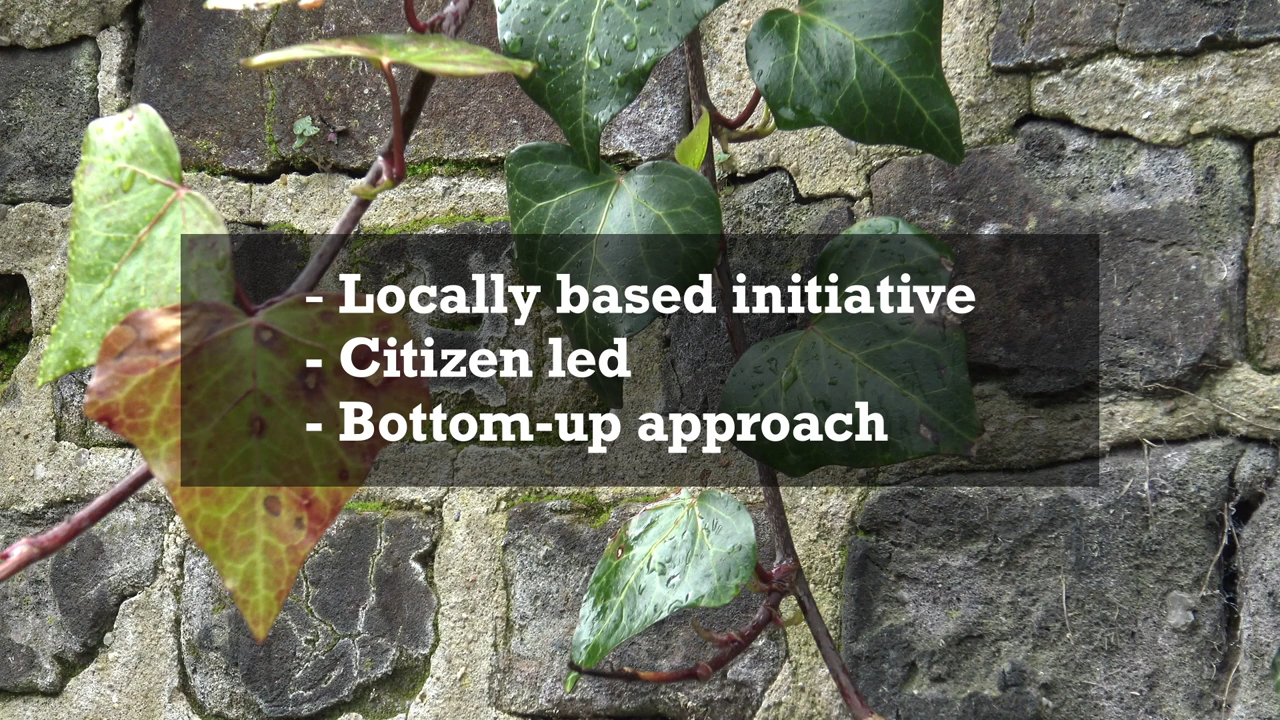 - Locally based initiative
- Citizen led
- Bottom-up approach